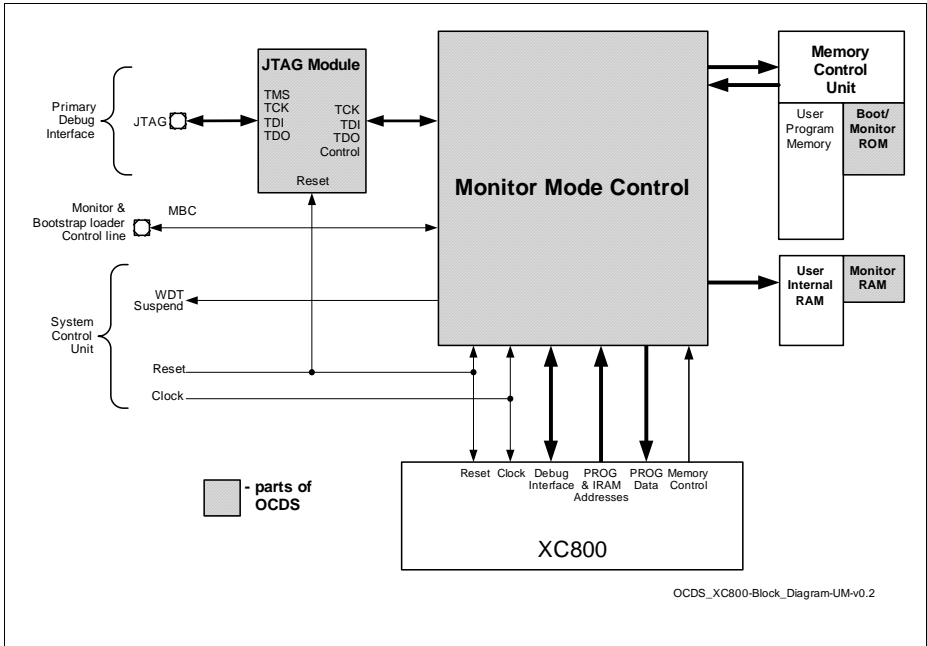 JTAG Module
TMS
TCK
TDI
TDO
TCK
TDI
TDO
Control
Reset
Primary
Debug
Interface
JTAG
Monitor &
Bootstrap loader
Control line
MBC
WDT
Suspend
System
Control
Unit
Reset
Clock
Monitor Mode Control
Memory
Control
Unit
User
Program
Memory
Boot/
Monitor
ROM
User
Internal
RAM
Monitor
RAM
Reset
Clock
Debug
Interface
PROG
& IRAM
Addresses
PROG
Data
Memory
Control
XC800
- parts of
OCDS
OCDS_XC800-Block_Diagram-UM-v0.2